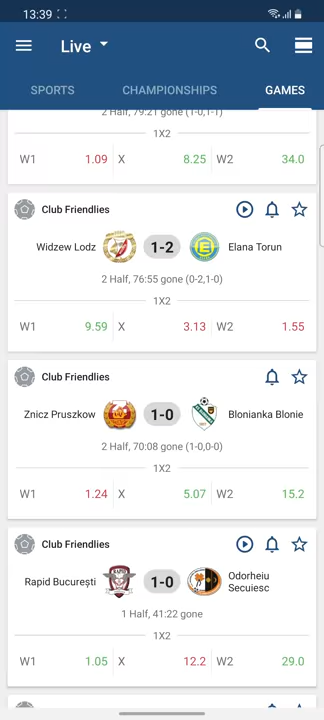 13:39
Live
SPORTS CHAMPIONSHIPS GAMES
2 Half, 79:21 gone (1-0,1-1)
1X2
W1 1.09 X 8.25 W2 34.0
Club Friendlies
Widzew Lodz 1-2 Elana Torun
2 Half, 76:55 gone (0-2,1-0)
1X2
W1 9.59 X 3.13 W2 1.55
Club Friendlies
Znicz Pruszkow 1-0 Blonianka Blonie
2 Half, 70:08 gone (1-0,0-0)
1X2
W1 1.24 X 5.07 W2 15.2
Club Friendlies
Rapid București 1-0 Odorheiu
Secuiesc
1 Half, 41:22 gone
1X2
W1 1.05 X 12.2 W2 29.0